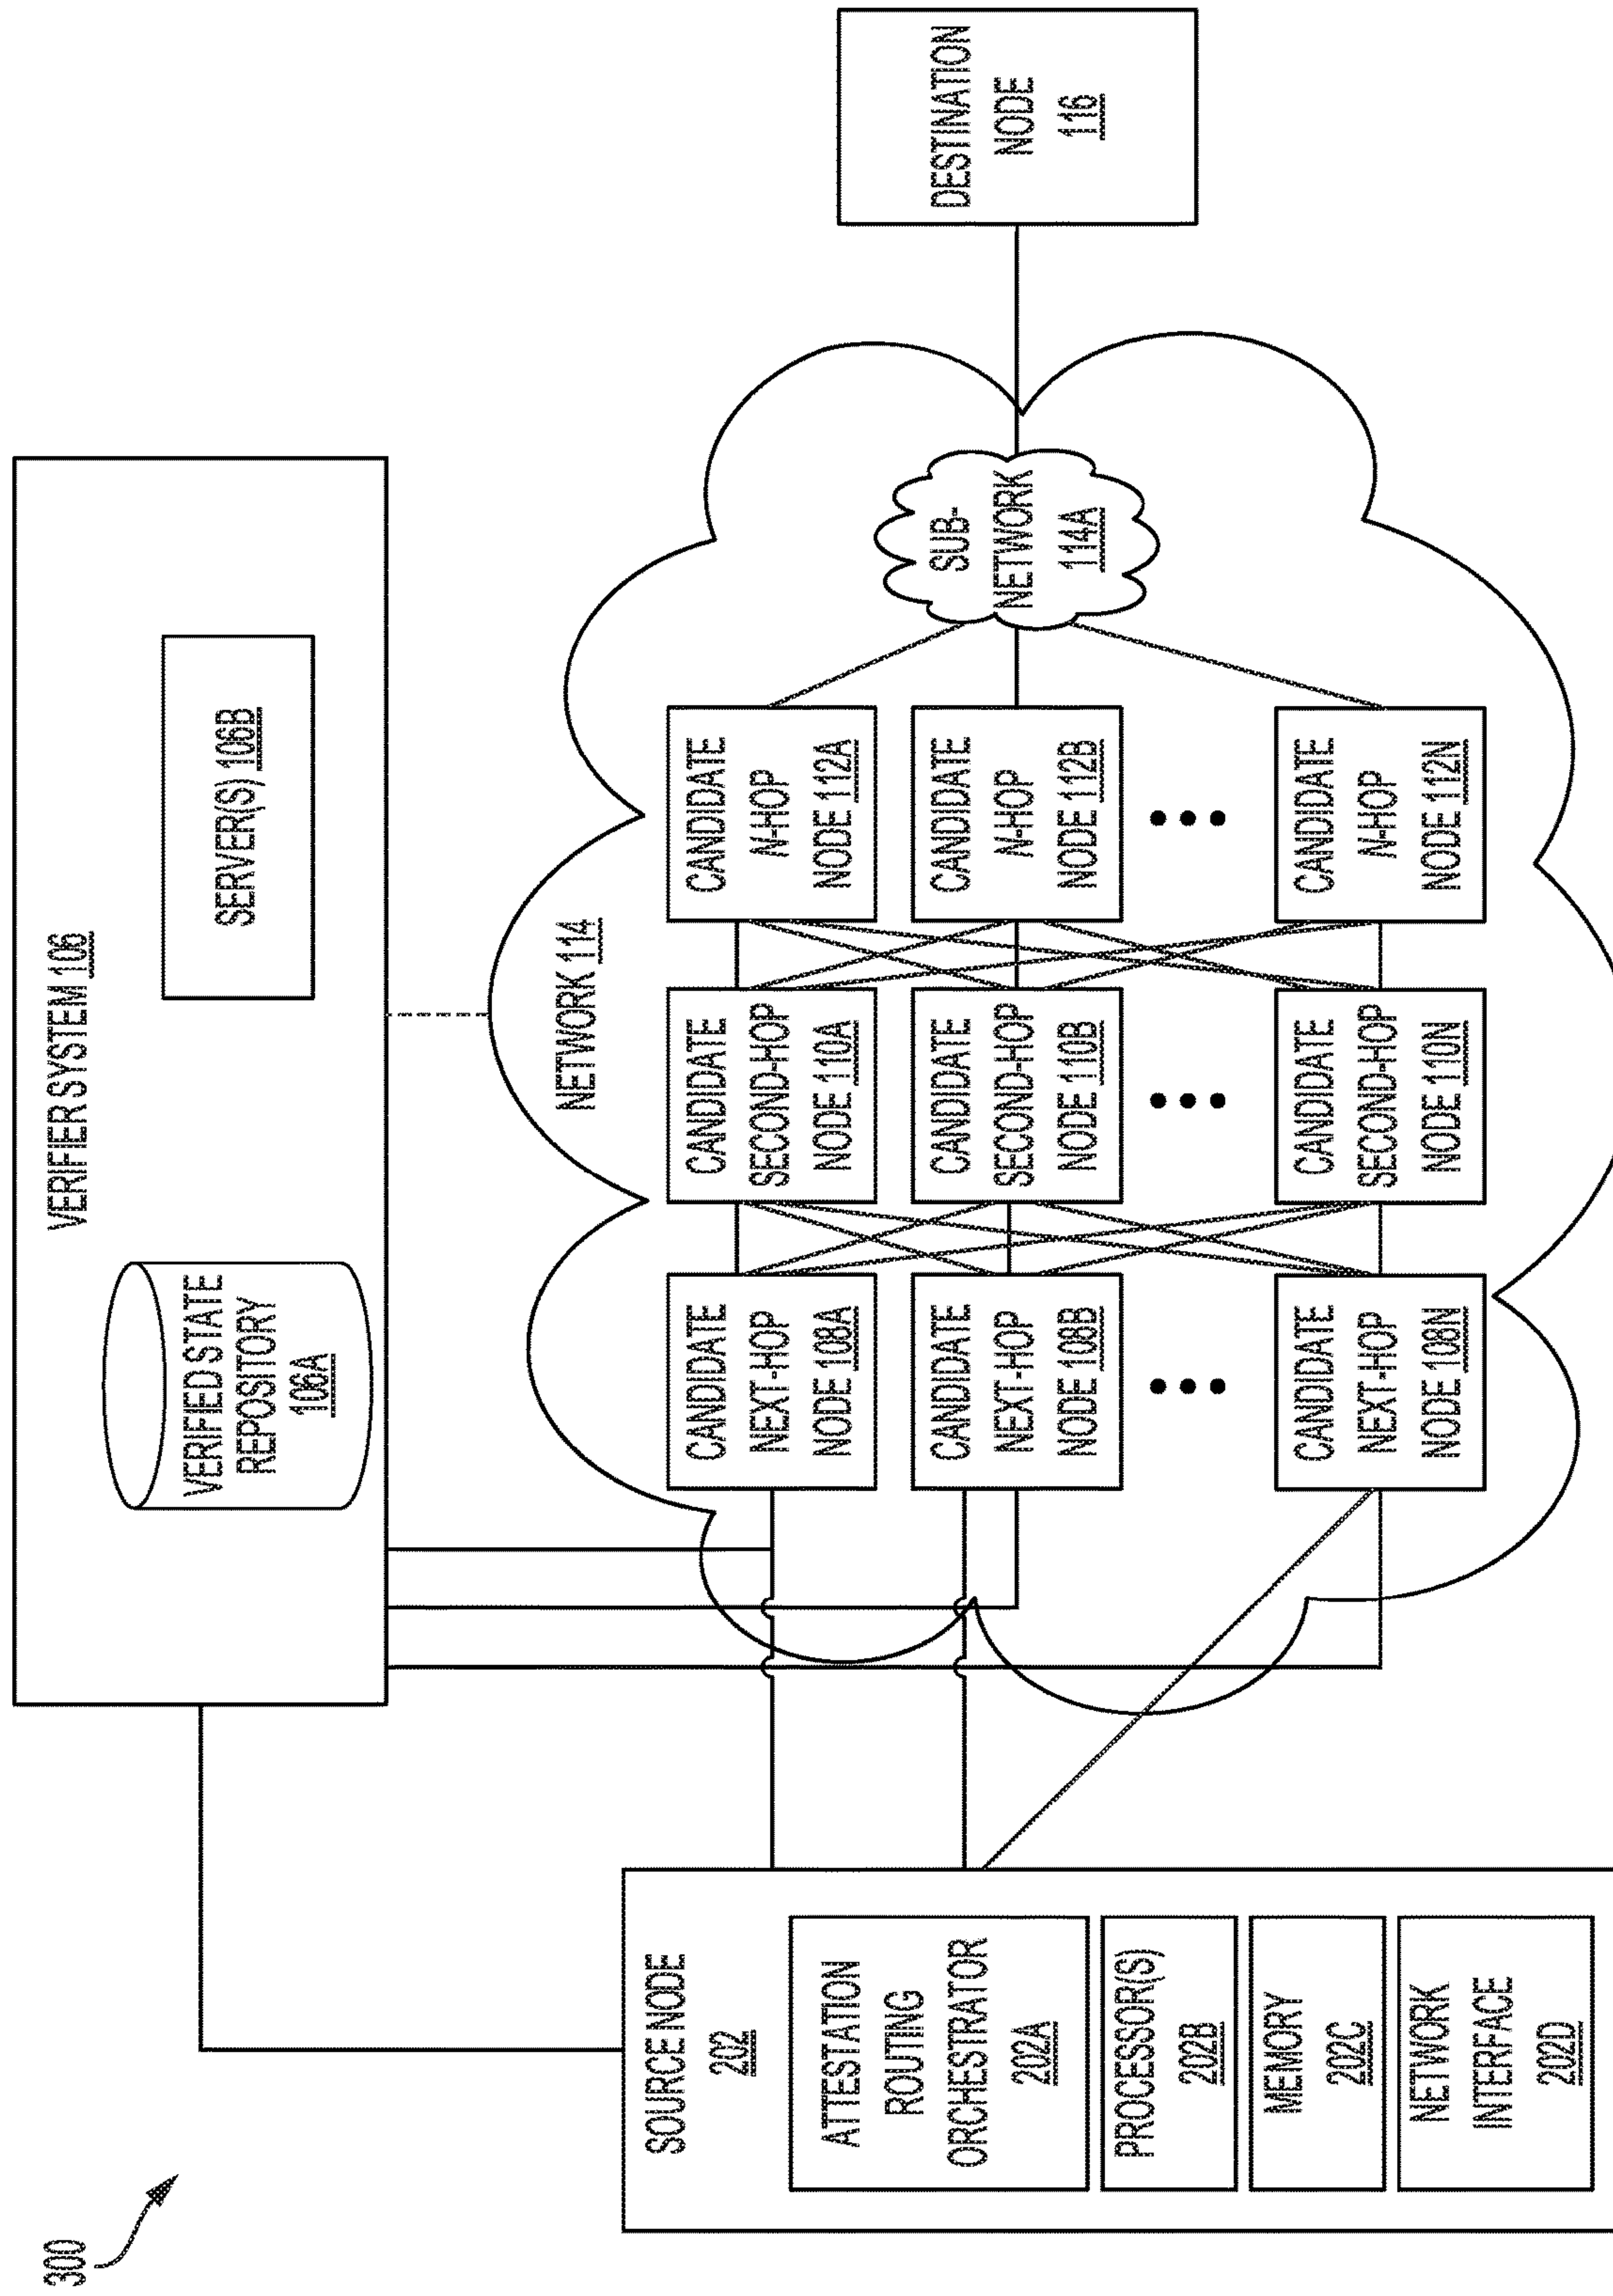 300
VERIFIER SYSTEM 106
VERIFIED STATE
REPOSITORY
106A
SERVER(S) 106B
SOURCE NODE
202
ATTESTATION
ROUTING
ORCHESTRATOR
202A
PROCESSOR(S)
202B
MEMORY
202C
NETWORK
INTERFACE
202D
NETWORK 114
CANDIDATE
NEXT-HOP
NODE 108A
CANDIDATE
SECOND-HOP
NODE 110A
CANDIDATE
N-HOP
NODE 112A
CANDIDATE
NEXT-HOP
NODE 108B
CANDIDATE
SECOND-HOP
NODE 110B
CANDIDATE
N-HOP
NODE 112B
CANDIDATE
NEXT-HOP
NODE 108N
CANDIDATE
SECOND-HOP
NODE 110N
CANDIDATE
N-HOP
NODE 112N
SUB-
NETWORK
114A
DESTINATION
NODE
116